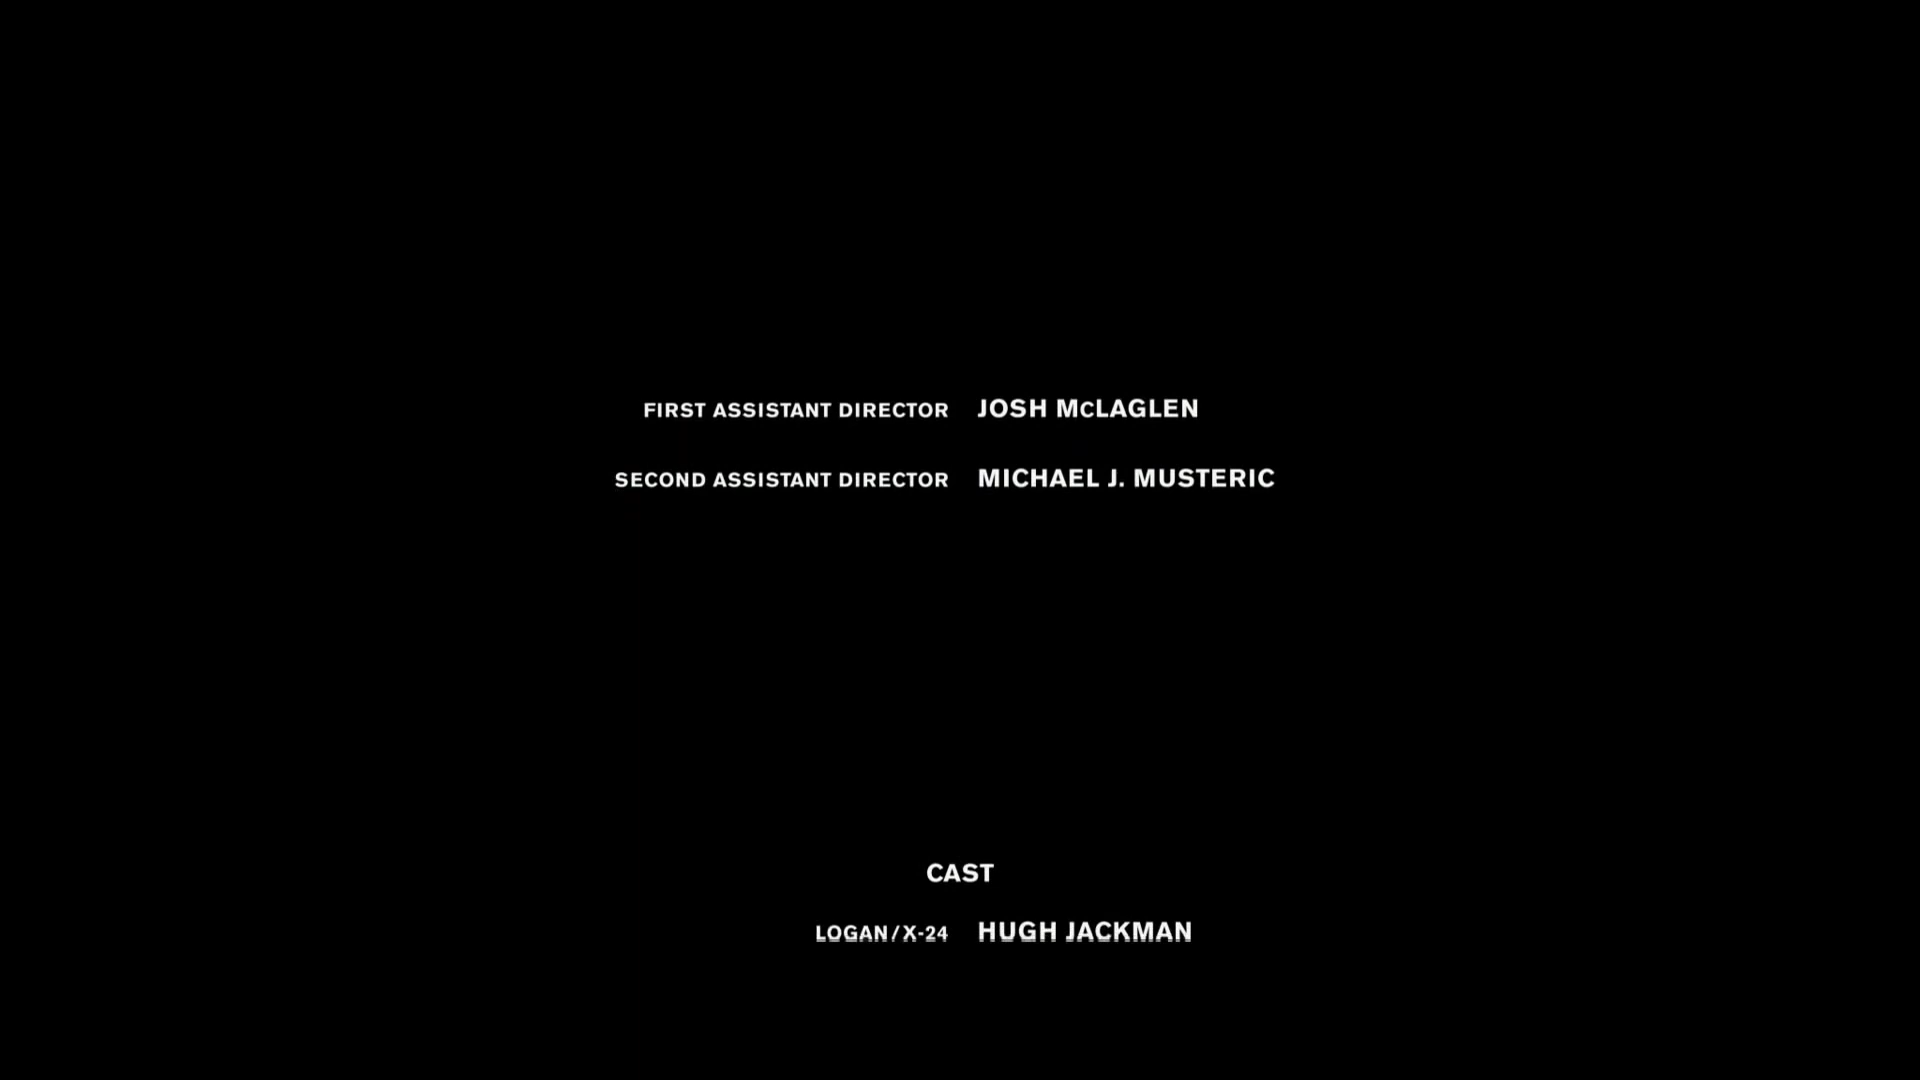 FIRST ASSISTANT DIRECTOR JOSH McLAGLEN
SECOND ASSISTANT DIRECTOR MICHAEL J. MUSTERIC
CAST
LOGAN/X-24 HUGH JACKMAN